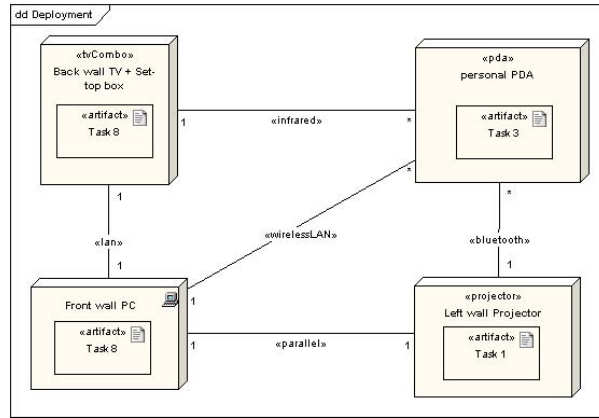 dd Deployment
«tvCombo»
Back wall TV + Set-
top box
«artifact»
Task 8
«pda»
personal PDA
«artifact»
Task 3
1
«infrared»
*
1
«lan»
1
*
«wirelessLAN»
1
*
«bluetooth»
1
Front wall PC
«artifact»
Task 8
1
«parallel»
1
«projector»
Left wall Projector
«artifact»
Task 1